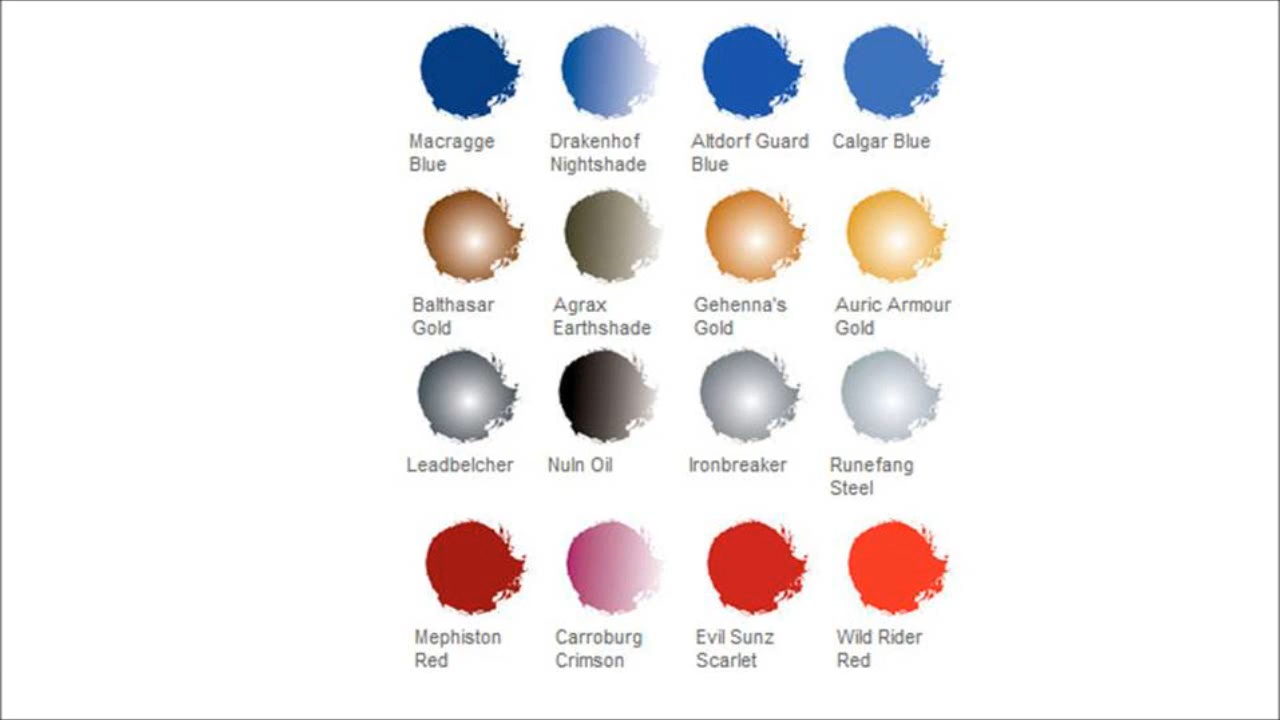 Macragge
Blue
Drakenhof
Nightshade
Altdorf Guard
Blue
Calgar Blue
Balthasar
Gold
Agrax
Earthshade
Gehenna's
Gold
Auric Armour
Gold
Leadbelcher
Nuln Oil
Ironbreaker
Runefang
Steel
Mephiston
Red
Carroburg
Crimson
Evil Sunz
Scarlet
Wild Rider
Red